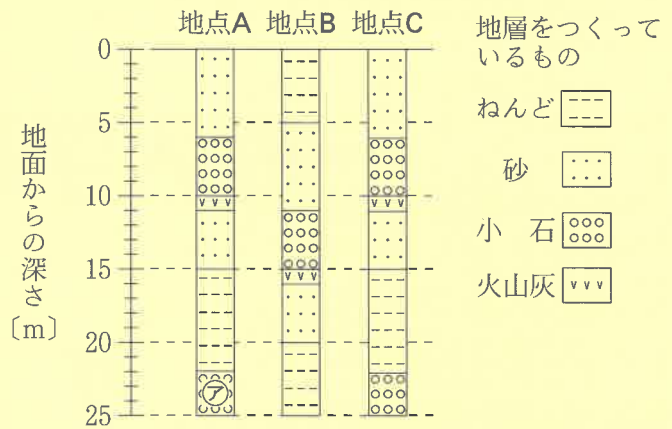 地点A 地点B 地点C
地層をつくって
いるもの
ねんど
砂
小 石
火山灰
地面からの深さ〔m〕
0
5
10
15
20
25
ア